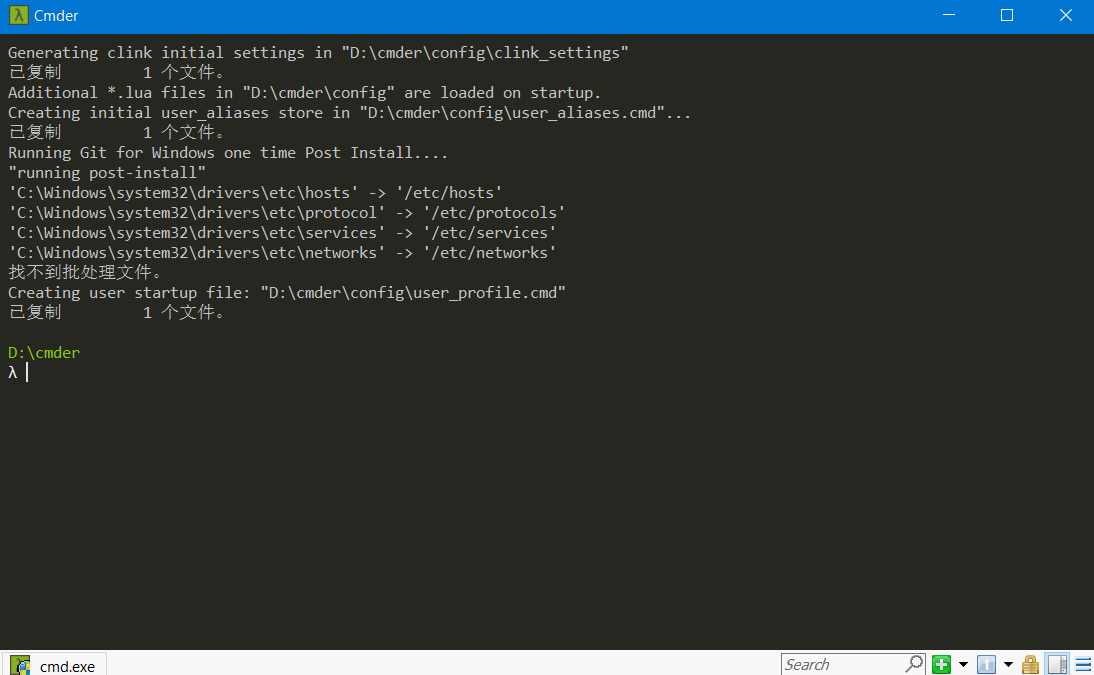 Cmder
Generating clink initial settings in "D:\cmder\config\clink_settings"
已复制         1 个文件。
Additional *.lua files in "D:\cmder\config" are loaded on startup.
Creating initial user_aliases store in "D:\cmder\config\user_aliases.cmd"...
已复制         1 个文件。
Running Git for Windows one time Post Install....
"running post-install"
'C:\Windows\system32\drivers\etc\hosts' -> '/etc/hosts'
'C:\Windows\system32\drivers\etc\protocol' -> '/etc/protocols'
'C:\Windows\system32\drivers\etc\services' -> '/etc/services'
'C:\Windows\system32\drivers\etc\networks' -> '/etc/networks'
找不到批处理文件。
Creating user startup file: "D:\cmder\config\user_profile.cmd"
已复制         1 个文件。
D:\cmder
λ
cmd.exe
Search